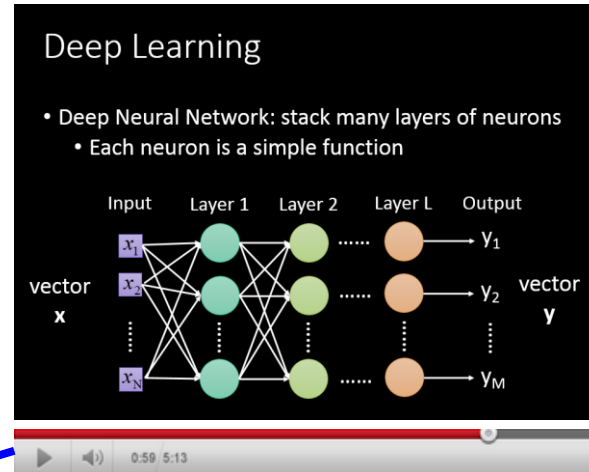 Deep Learning
• Deep Neural Network: stack many layers of neurons
• Each neuron is a simple function
Input Layer 1 Layer 2 Layer L Output
x₁ ...... y₁
vector x₂ y₂ vector
x y
xN ...... yM
0:59 5:13